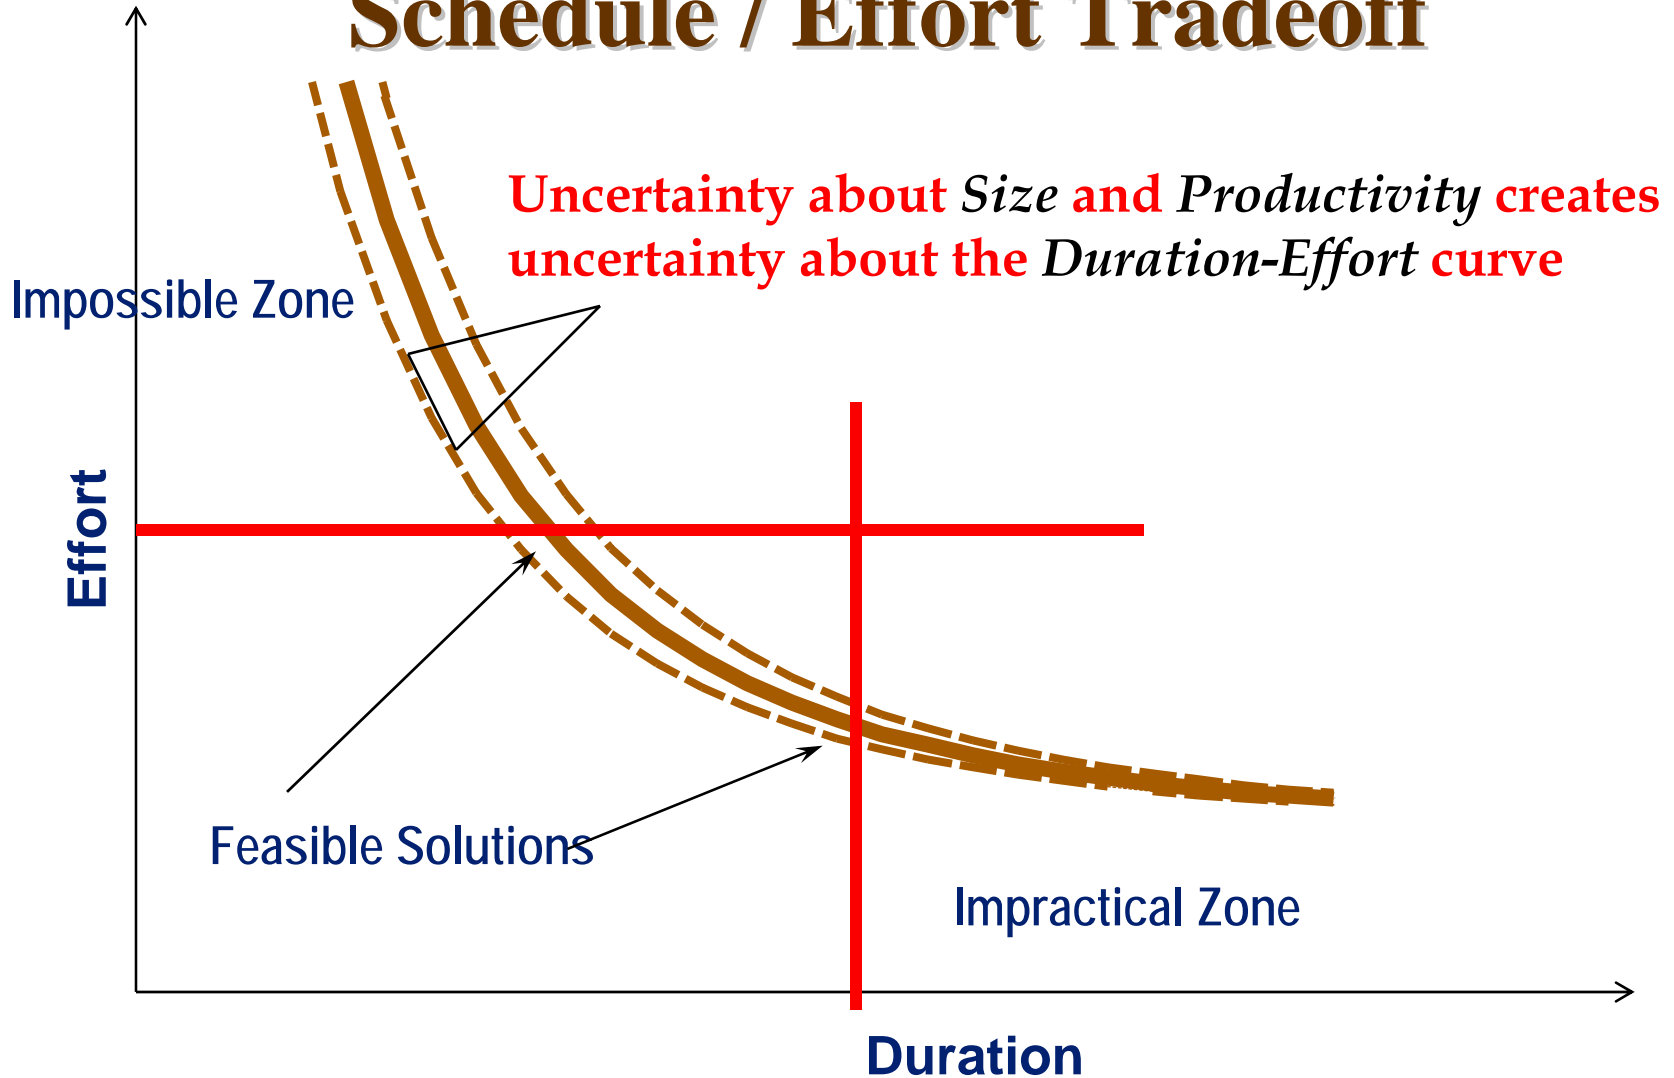 Schedule / Effort Tradeoff
Uncertainty about Size and Productivity creates
uncertainty about the Duration-Effort curve
Impossible Zone
Effort
Feasible Solutions
Impractical Zone
Duration